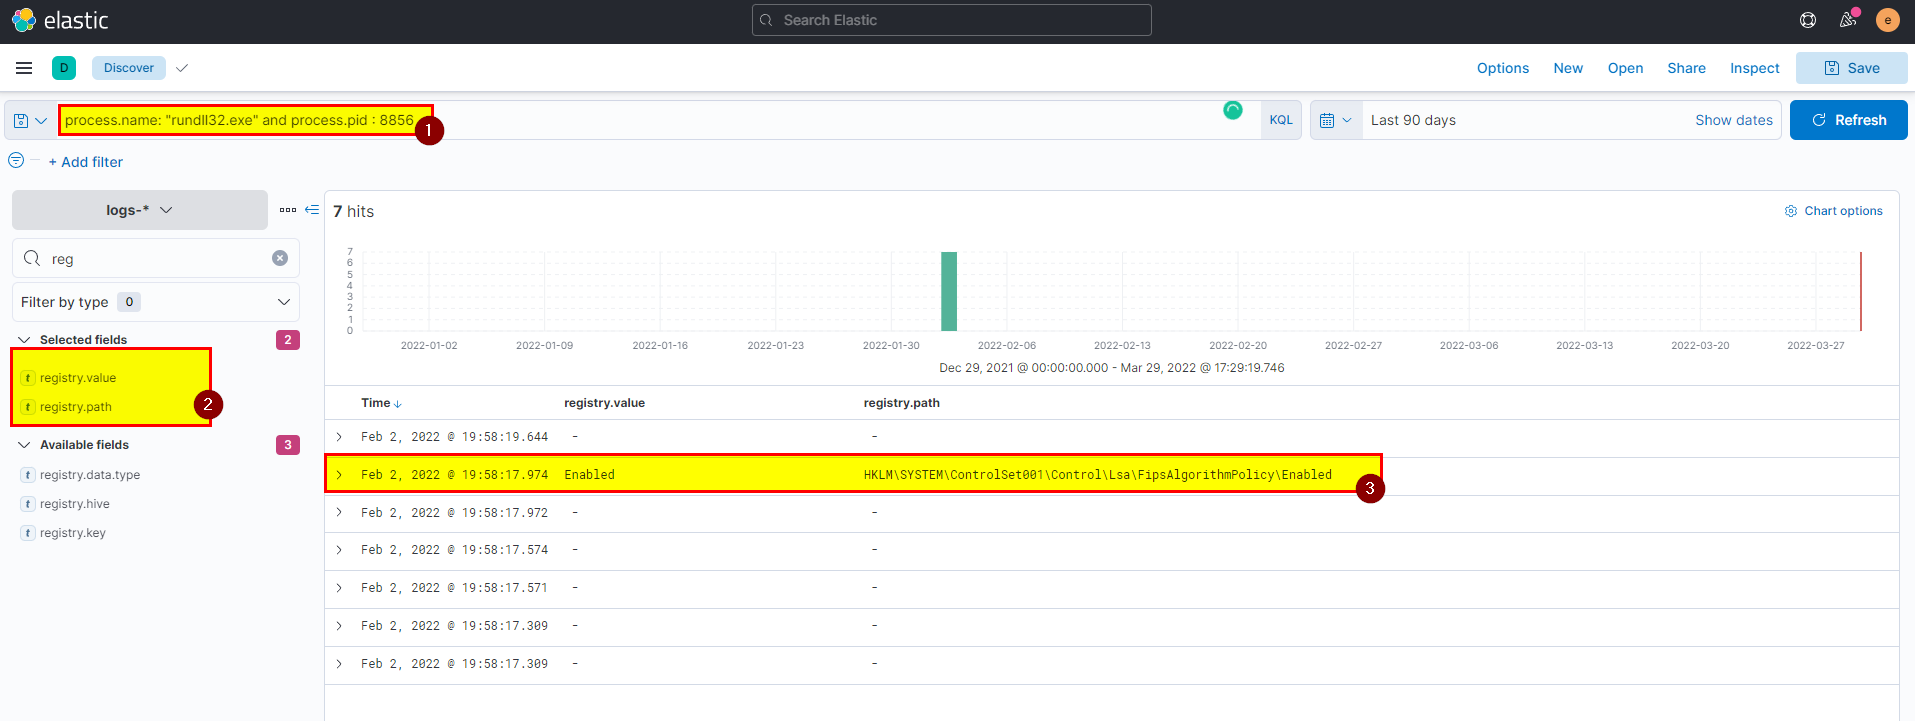 elastic
Search Elastic
e
D
Discover
Options
New
Open
Share
Inspect
Save
process.name: "rundll32.exe" and process.pid : 8856
1
KQL
Last 90 days
Show dates
Refresh
+ Add filter
logs-*
7 hits
Chart options
reg
Filter by type 0
Selected fields 2
t registry.value
t registry.path
2
Available fields 3
t registry.data.type
t registry.hive
t registry.key
7
6
5
4
3
2
1
0
2022-01-02 2022-01-09 2022-01-16 2022-01-23 2022-01-30 2022-02-06 2022-02-13 2022-02-20 2022-02-27 2022-03-06 2022-03-13 2022-03-20 2022-03-27
Dec 29, 2021 @ 00:00:00.000 - Mar 29, 2022 @ 17:29:19.746
Time registry.value registry.path
Feb 2, 2022 @ 19:58:19.644 - -
Feb 2, 2022 @ 19:58:17.974 Enabled HKLM\SYSTEM\ControlSet001\Control\Lsa\FipsAlgorithmPolicy\Enabled
3
Feb 2, 2022 @ 19:58:17.972 - -
Feb 2, 2022 @ 19:58:17.574 - -
Feb 2, 2022 @ 19:58:17.571 - -
Feb 2, 2022 @ 19:58:17.309 - -
Feb 2, 2022 @ 19:58:17.309 - -